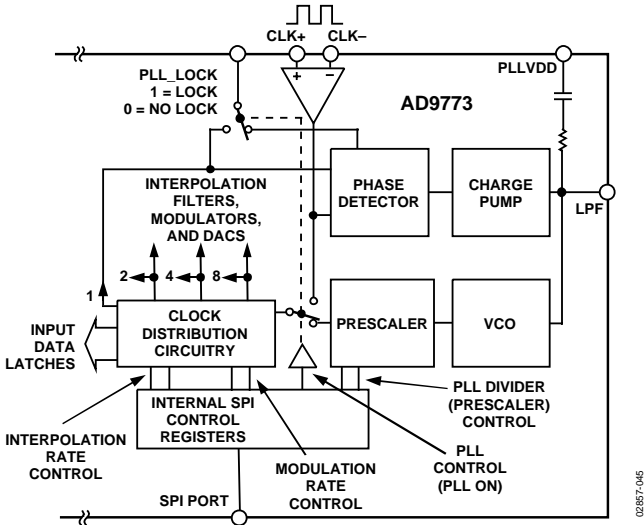 CLK+ CLK–
PLLVDD
PLL_LOCK
1 = LOCK
0 = NO LOCK
+ –
AD9773
INTERPOLATION
FILTERS,
MODULATORS,
AND DACS
PHASE
DETECTOR
CHARGE
PUMP
LPF
2 4 8
1
CLOCK
DISTRIBUTION
CIRCUITRY
PRESCALER
VCO
INPUT
DATA
LATCHES
INTERNAL SPI
CONTROL
REGISTERS
PLL DIVIDER
(PRESCALER)
CONTROL
INTERPOLATION
RATE
CONTROL
MODULATION
RATE
CONTROL
PLL
CONTROL
(PLL ON)
SPI PORT
02857-045